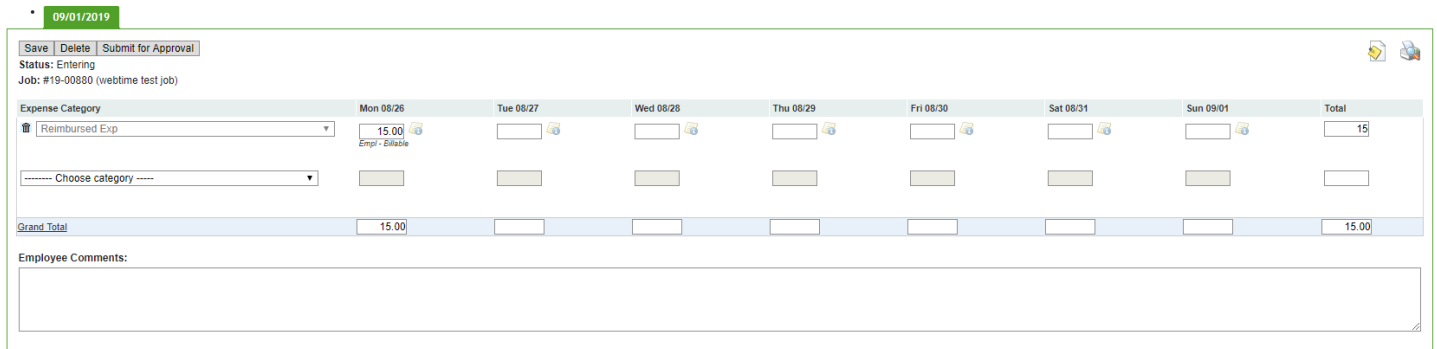 09/01/2019
Save Delete Submit for Approval
Status: Entering
Job: #19-00880 (webtime test job)
Expense Category Mon 08/26 Tue 08/27 Wed 08/28 Thu 08/29 Fri 08/30 Sat 08/31 Sun 09/01 Total
Reimbursed Exp 15.00 15
Empl - Billable
-------- Choose category -----
Grand Total 15.00 15.00
Employee Comments: